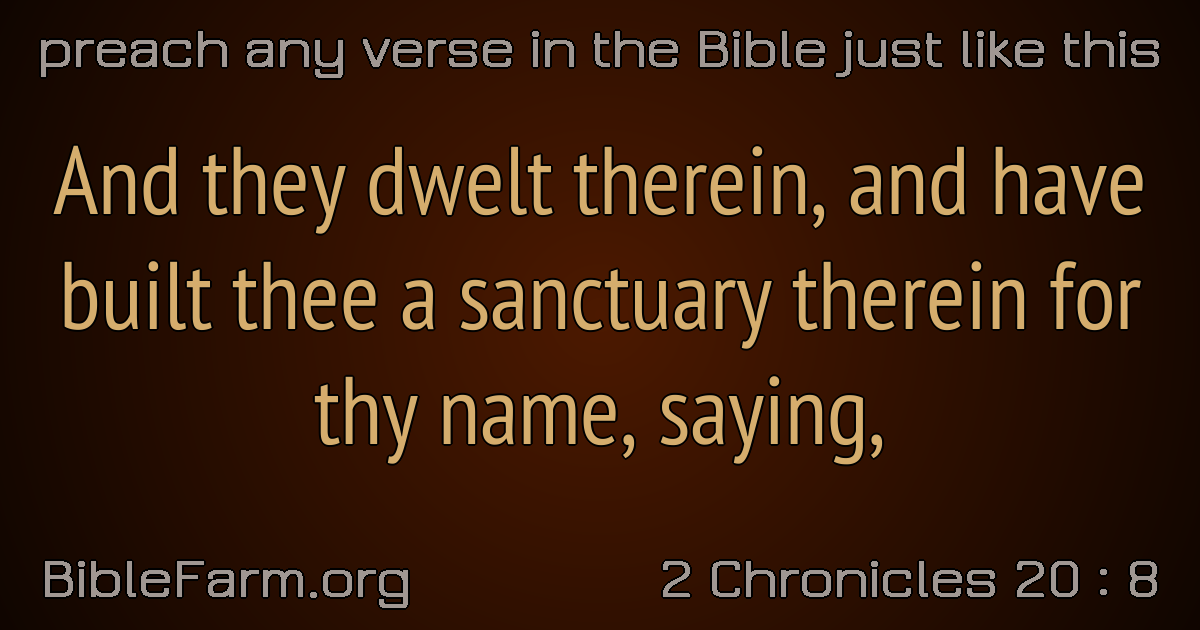 preach any verse in the Bible just like this
And they dwelt therein, and have
built thee a sanctuary therein for
thy name, saying,
BibleFarm.org
2 Chronicles 20 : 8